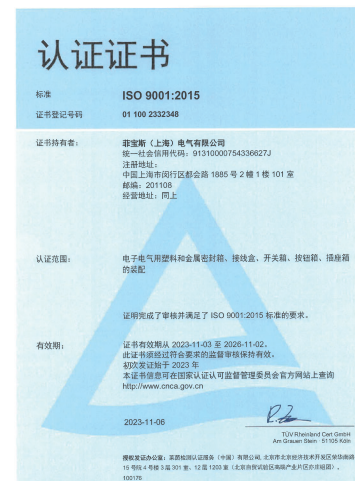 认证证书
标准 ISO 9001:2015
证书登记号码 01 100 2332348
证书持有者： 菲宝斯（上海）电气有限公司
统一社会信用代码：91310000754336627J
注册地址：
中国上海市闵行区都会路 1885 号 2 幢 1 楼 101 室
邮编：201108
经营地址：同上
认证范围： 电子电气用塑料和金属密封箱、接线盒、开关箱、按钮箱、插座箱
的装配
证明完成了审核并满足了 ISO 9001:2015 标准的要求。
有效期： 证书有效期从 2023-11-03 至 2026-11-02。
此证书须经过符合要求的监督审核保持有效。
初次发证始于 2023 年
本证书信息可在国家认证认可监督管理委员会官方网站上查询
http://www.cnca.gov.cn
2023-11-06
TÜV Rheinland Cert GmbH
Am Grauen Stein · 51105 Köln
授权发证办公室：莱茵检测认证服务（中国）有限公司, 北京市北京经济技术开发区荣华南路
15 号院 4 号楼 3 层 301 室、12 层 1203 室（北京自贸试验区高端产业片区亦庄组团）,
100176